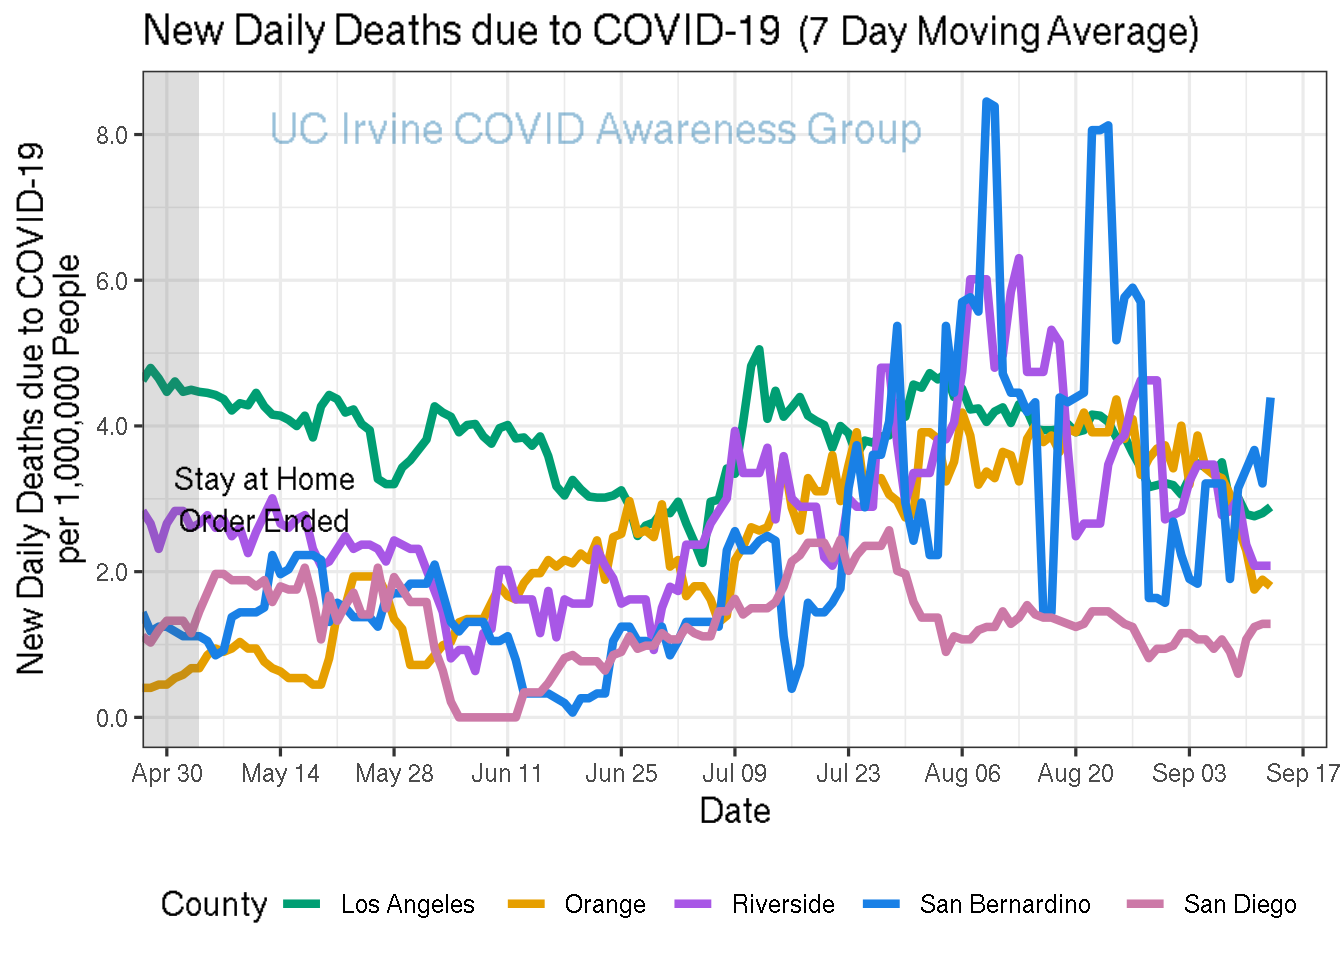 New Daily Deaths due to COVID-19 (7 Day Moving Average)
UC Irvine COVID Awareness Group
New Daily Deaths due to COVID-19
per 1,0000,000 People
8.0
6.0
4.0
2.0
0.0
Stay at Home
Order Ended
Apr 30 May 14 May 28 Jun 11 Jun 25 Jul 09 Jul 23 Aug 06 Aug 20 Sep 03 Sep 17
Date
County Los Angeles Orange Riverside San Bernardino San Diego